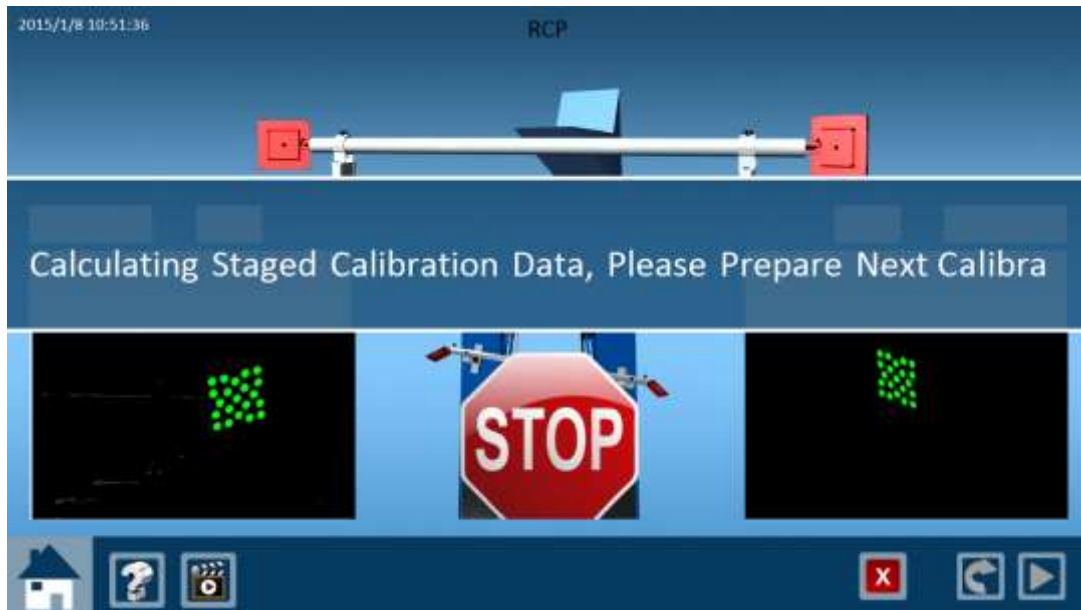 2015/1/8 10:51:36
RCP
Calculating Staged Calibration Data, Please Prepare Next Calibra
STOP
?
X